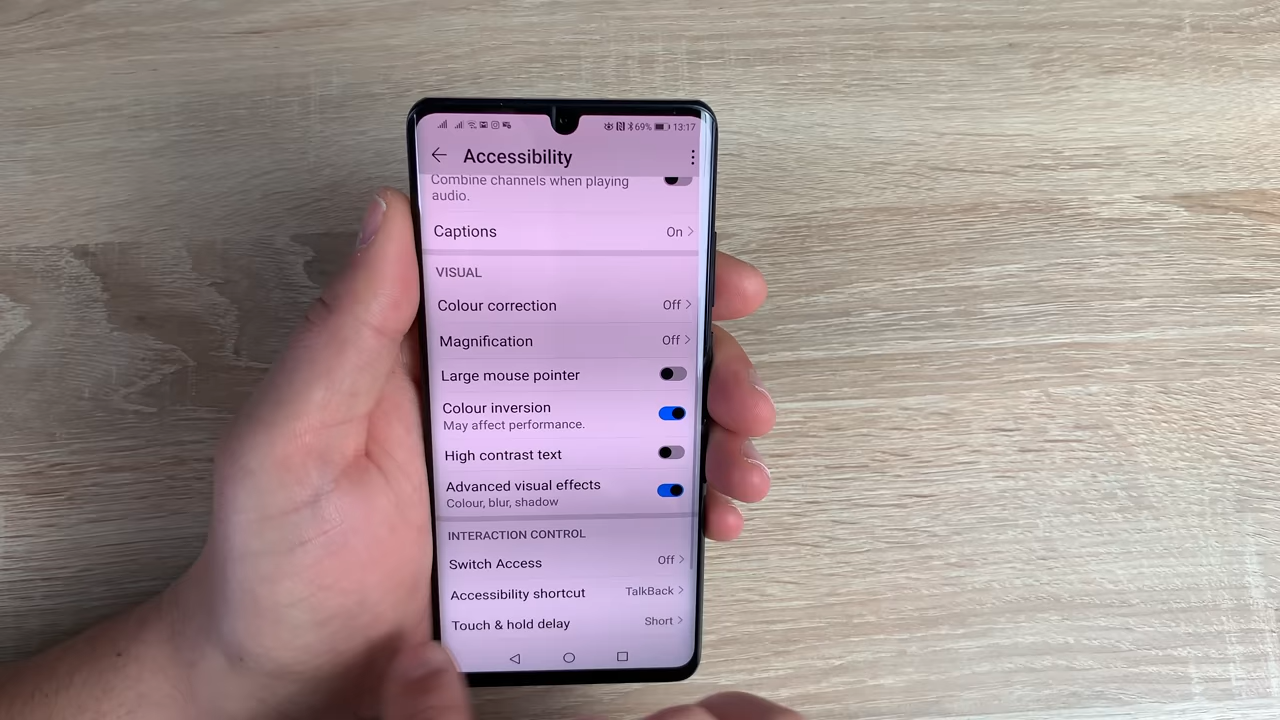 69% 13:17
Accessibility
Combine channels when playing
audio.
Captions On
VISUAL
Colour correction Off
Magnification Off
Large mouse pointer
Colour inversion
May affect performance.
High contrast text
Advanced visual effects
Colour, blur, shadow
INTERACTION CONTROL
Switch Access Off
Accessibility shortcut TalkBack
Touch & hold delay Short